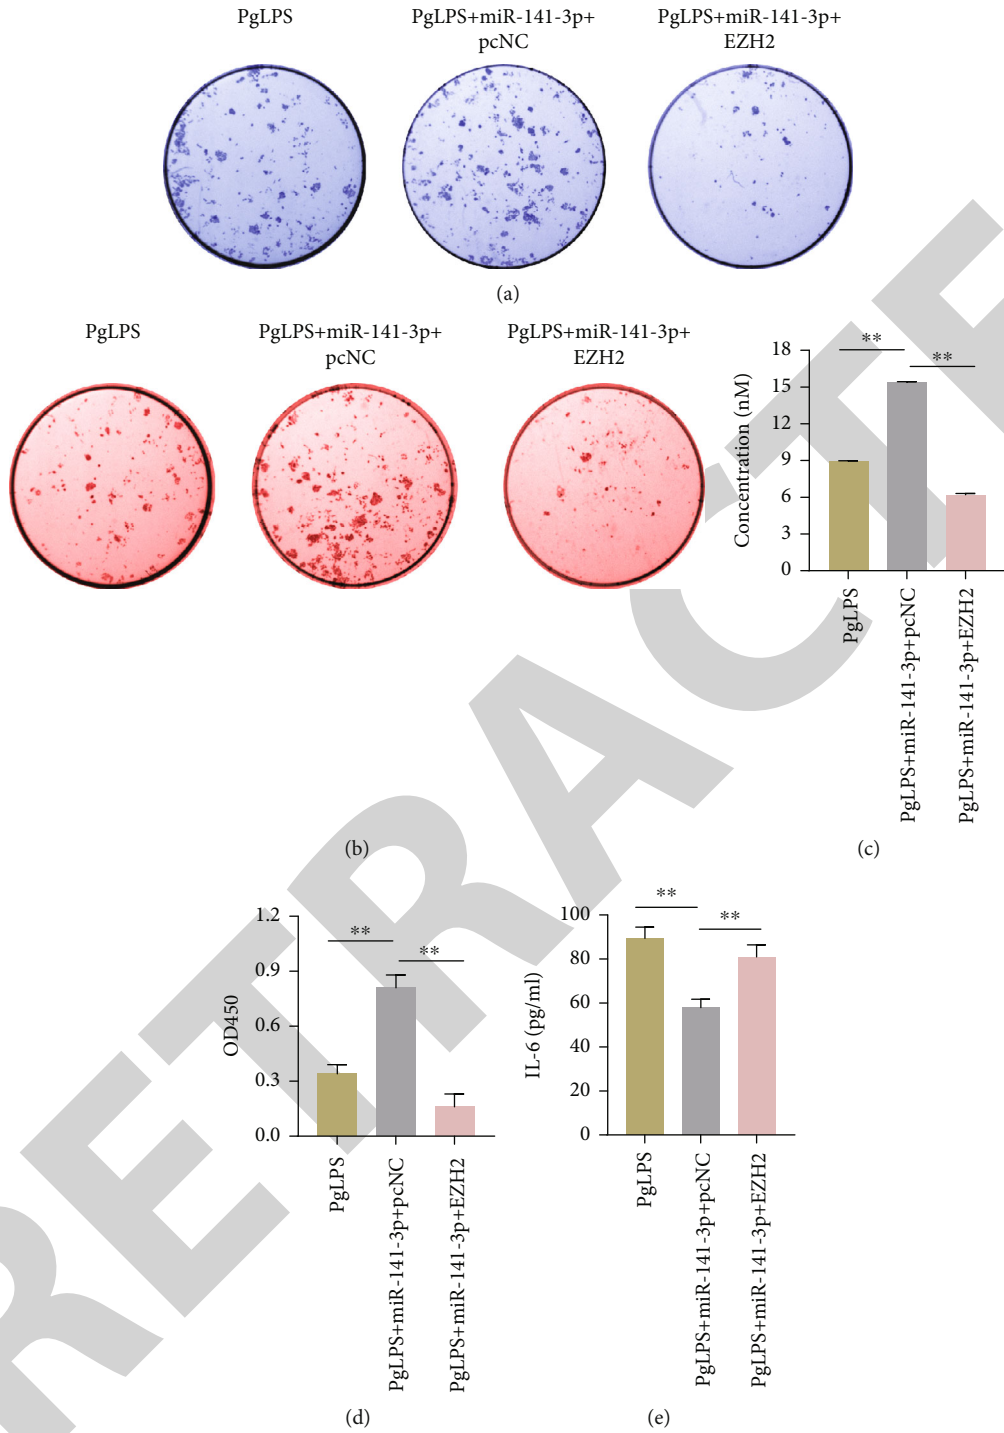 PgLPS
PgLPS+miR-141-3p+
pcNC
PgLPS+miR-141-3p+
EZH2
(a)
PgLPS
PgLPS+miR-141-3p+
pcNC
PgLPS+miR-141-3p+
EZH2
(b)
Concentration (nM)
18
15
12
9
6
3
0
**
**
PgLPS
PgLPS+miR-141-3p+pcNC
PgLPS+miR-141-3p+EZH2
(c)
OD450
1.2
0.9
0.6
0.3
0.0
**
**
PgLPS
PgLPS+miR-141-3p+pcNC
PgLPS+miR-141-3p+EZH2
(d)
IL-6 (pg/ml)
100
80
60
40
20
0
**
**
PgLPS
PgLPS+miR-141-3p+pcNC
PgLPS+miR-141-3p+EZH2
(e)
RETRACTE